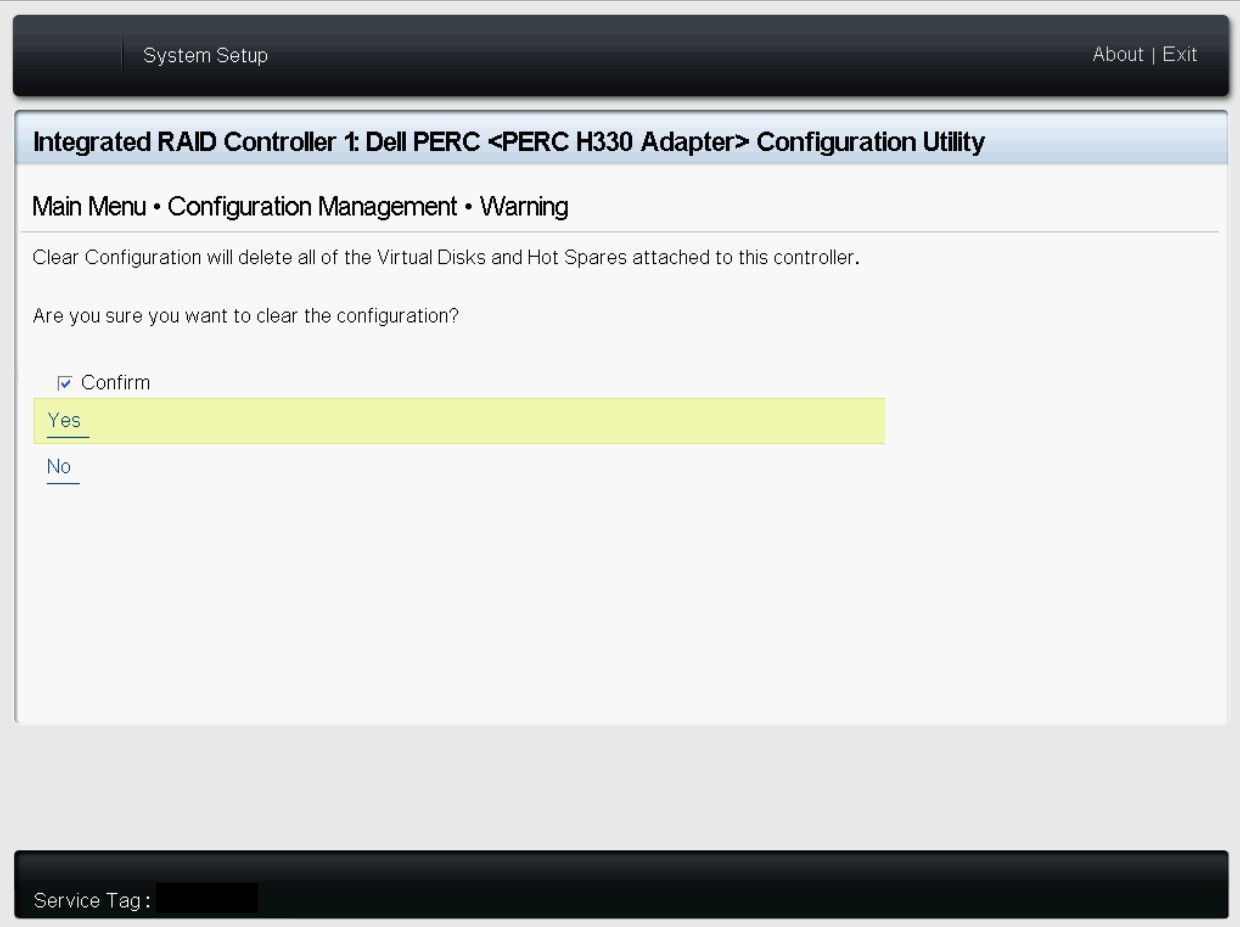 System Setup
About | Exit
Integrated RAID Controller 1: Dell PERC <PERC H330 Adapter> Configuration Utility
Main Menu • Configuration Management • Warning
Clear Configuration will delete all of the Virtual Disks and Hot Spares attached to this controller.
Are you sure you want to clear the configuration?
Confirm
Yes
No
Service Tag: